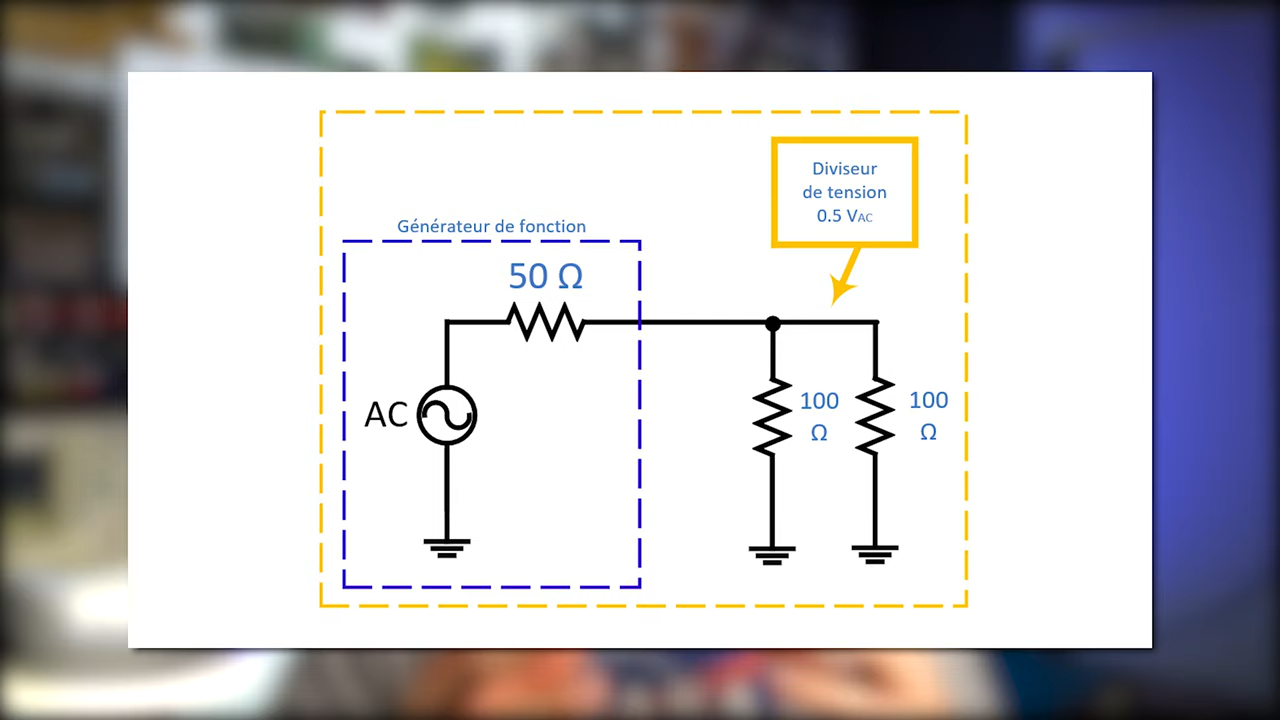 Diviseur
de tension
0.5 VAC
Générateur de fonction
50 Ω
AC
100
Ω
100
Ω